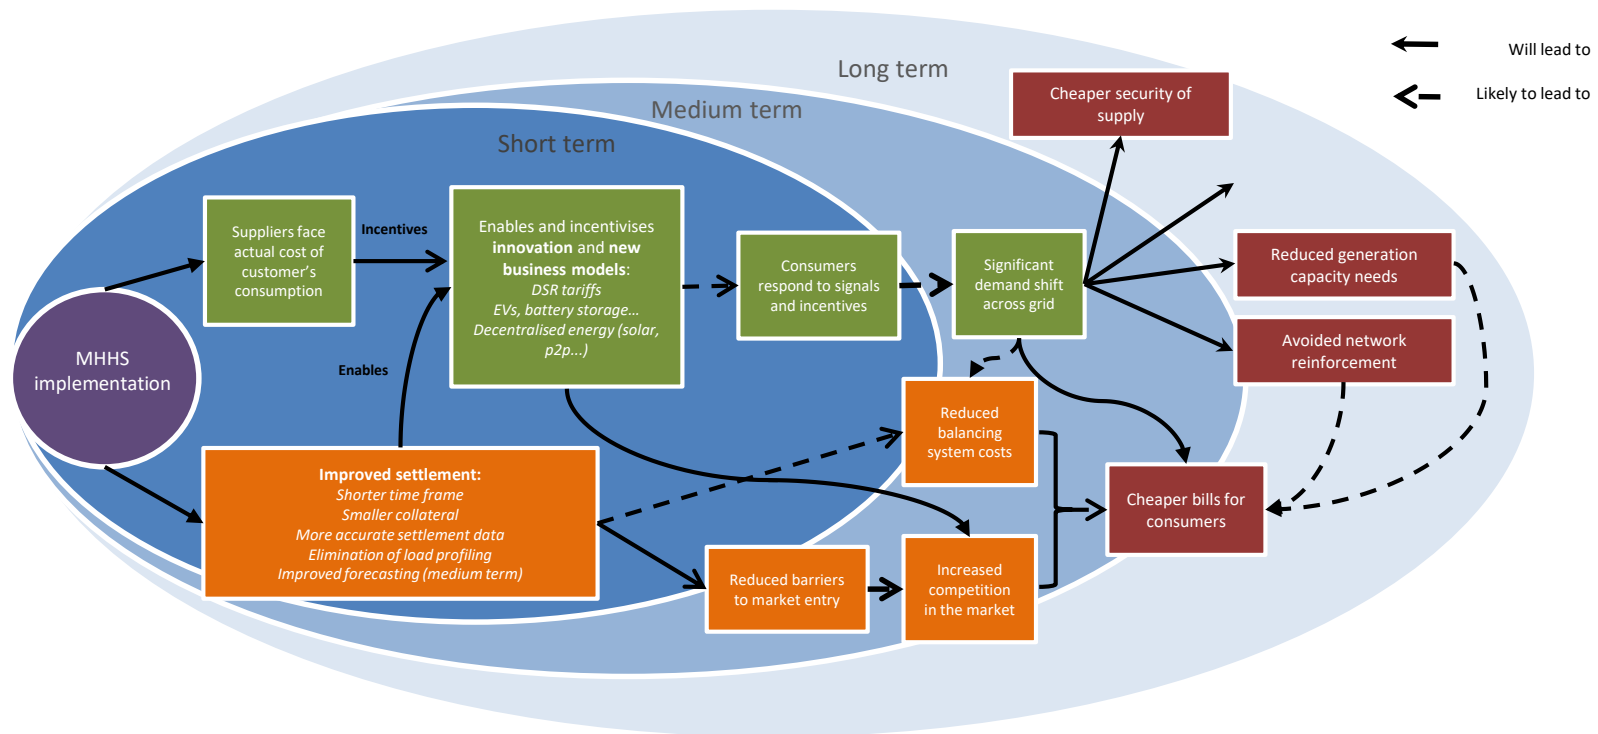 Long term
Medium term
Short term
Will lead to
Likely to lead to
Cheaper security of
supply
Suppliers face
actual cost of
customer's
consumption
Incentives
Enables and incentivises
innovation and new
business models:
DSR tariffs
EVs, battery storage...
Decentralised energy (solar,
p2p...)
Consumers
respond to signals
and incentives
Significant
demand shift
across grid
Reduced generation
capacity needs
Avoided network
reinforcement
MHHS
implementation
Enables
Improved settlement:
Shorter time frame
Smaller collateral
More accurate settlement data
Elimination of load profiling
Improved forecasting (medium term)
Reduced
balancing
system costs
Cheaper bills for
consumers
Reduced barriers
to market entry
Increased
competition
in the market